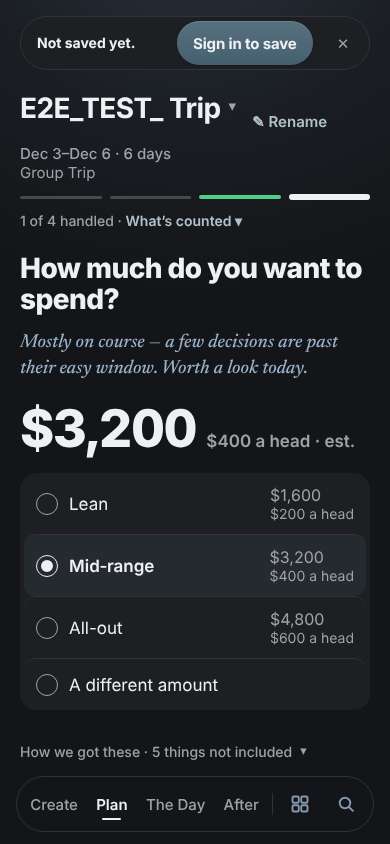 Not saved yet.
Sign in to save
×
E2E_TEST_ Trip ▾
✎ Rename
Dec 3–Dec 6 · 6 days
Group Trip
1 of 4 handled · What's counted ▾
How much do you want to
spend?
Mostly on course – a few decisions are past
their easy window. Worth a look today.
$3,200 $400 a head · est.
Lean
$1,600
$200 a head
Mid-range
$3,200
$400 a head
All-out
$4,800
$600 a head
A different amount
How we got these · 5 things not included ▾
Create Plan The Day After